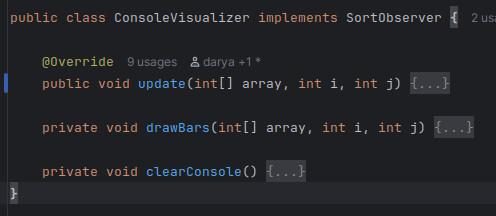 public class ConsoleVisualizer implements SortObserver { 2 usa
@Override 9 usages darya +1 *
public void update(int[] array, int i, int j) {...}
private void drawBars(int[] array, int i, int j) {...}
private void clearConsole() {...}
}